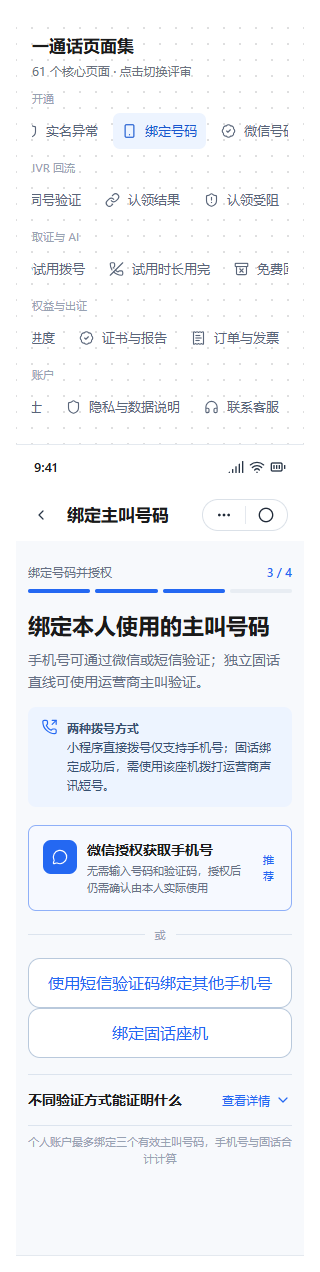 一通话页面集
61 个核心页面 · 点击切换评审
开通
实名异常 绑定号码 微信号码
IVR 回流
同号验证 认领结果 认领受阻
取证与 AI
试用拨号 试用时长用完 免费
权益与出证
进度 证书与报告 订单与发票
账户
隐私与数据说明 联系客服
9:41
绑定主叫号码
绑定号码并授权 3 / 4
绑定本人使用的主叫号码
手机号可通过微信或短信验证；独立固话
直线可使用运营商主叫验证。
两种拨号方式
小程序直接拨号仅支持手机号；固话绑
定成功后，需使用该座机拨打运营商声
讯短号。
微信授权获取手机号
无需输入号码和验证码，授权后
仍需确认由本人实际使用
推
荐
或
使用短信验证码绑定其他手机号
绑定固话座机
不同验证方式能证明什么 查看详情
个人账户最多绑定三个有效主叫号码，手机号与固话合
计计算